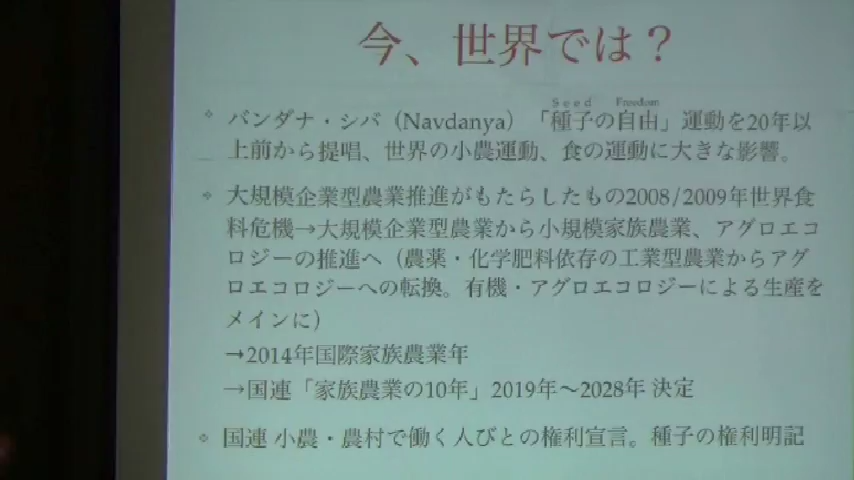 今、世界では？
Seed Freedom
バンダナ・シバ（Navdanya）「種子の自由」運動を20年以
上前から提唱、世界の小農運動、食の運動に大きな影響。
大規模企業型農業推進がもたらしたもの2008/2009年世界食
料危機→大規模企業型農業から小規模家族農業、アグロエコ
ロジーの推進へ（農薬・化学肥料依存の工業型農業からアグ
ロエコロジーへの転換。有機・アグロエコロジーによる生産を
メインに）
→2014年国際家族農業年
→国連「家族農業の10年」2019年～2028年 決定
国連 小農・農村で働く人びとの権利宣言。種子の権利明記